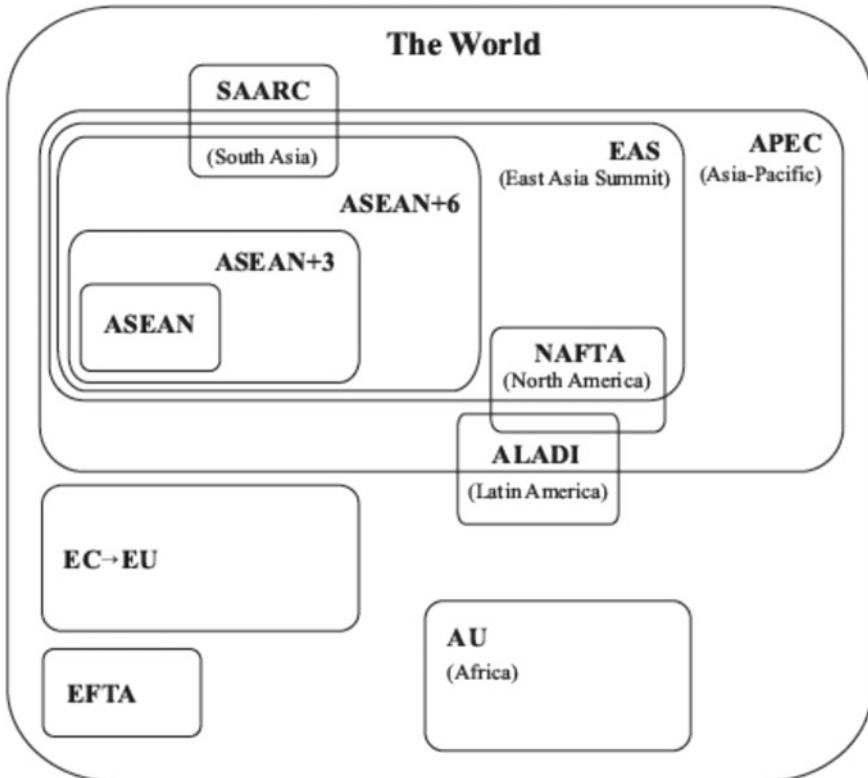 The World
SAARC
(South Asia)
EAS
(East Asia Summit)
APEC
(Asia-Pacific)
ASEAN+6
ASEAN+3
ASEAN
NAFTA
(North America)
ALADI
(Latin America)
EC→EU
AU
(Africa)
EFTA